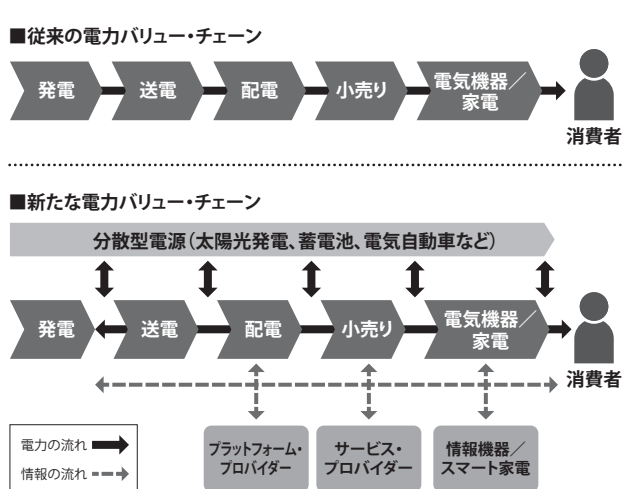 ■従来の電力バリュー・チェーン
発電
送電
配電
小売り
電気機器／
家電
消費者
■新たな電力バリュー・チェーン
分散型電源（太陽光発電、蓄電池、電気自動車など）
発電
送電
配電
小売り
電気機器／
家電
消費者
電力の流れ
情報の流れ
プラットフォーム・
プロバイダー
サービス・
プロバイダー
情報機器／
スマート家電